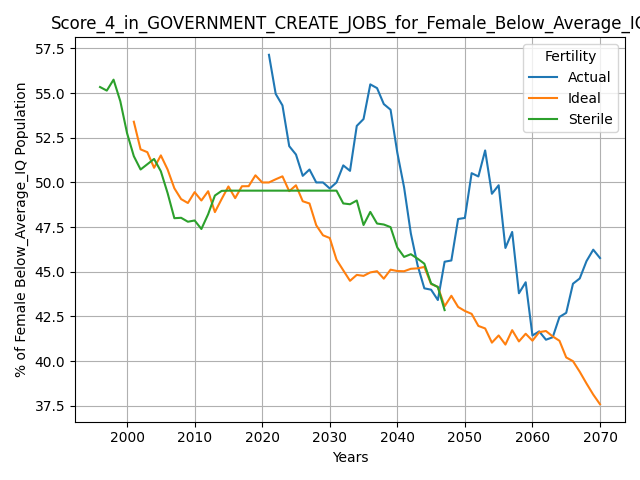 Score_4_in_GOVERNMENT_CREATE_JOBS_for_Female_Below_Average_IQ
57.5
55.0
52.5
50.0
47.5
45.0
42.5
40.0
37.5
% of Female Below_Average_IQ Population
Fertility
Actual
Ideal
Sterile
2000
2010
2020
2030
2040
2050
2060
2070
Years